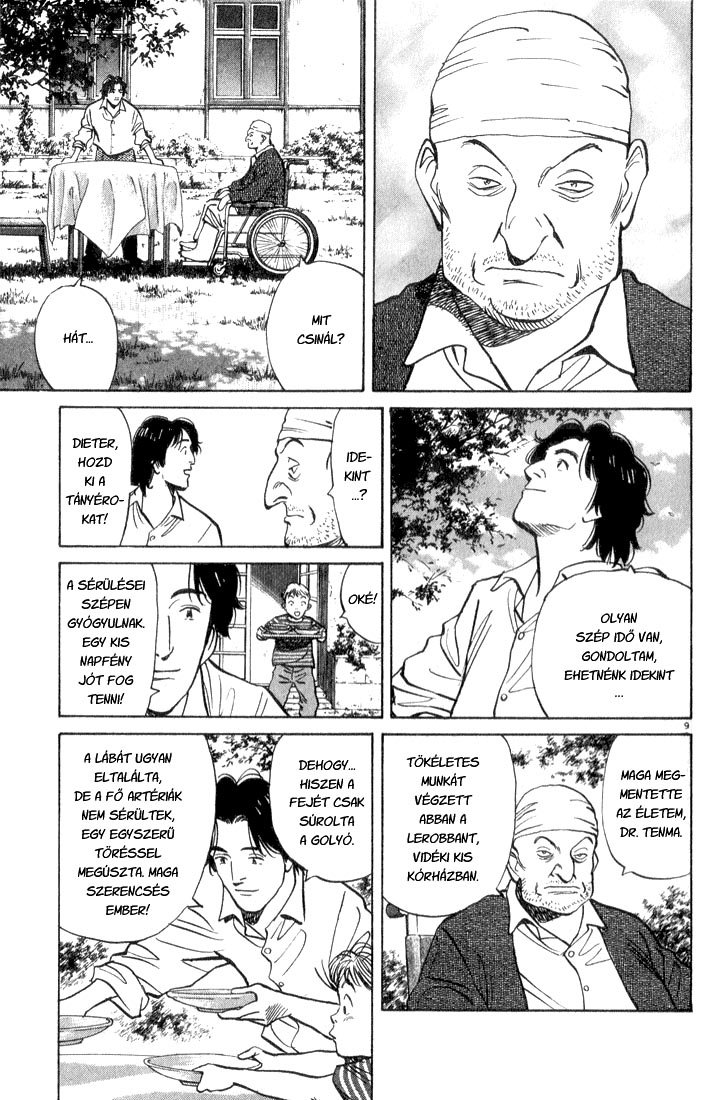 MIT
CSINÁL?
HÁT...
OLYAN
SZÉP IDŐ VAN,
GONDOLTAM,
EHETNÉNK IDEKINT
...
IDE-
KINT
...?
DIETER,
HOZD
KI A
TÁNYÉRO-
KAT!
OKÉ!
A SÉRÜLÉSEI
SZÉPEN
GYÓGYULNAK.
EGY KIS
NAPFÉNY
JÓT FOG
TENNI!
9
MAGA MEG-
MENTETTE
AZ ÉLETEM,
DR. TENMA.
TÖKÉLETES
MUNKÁT
VÉGZETT
ABBAN A
LEROBBANT,
VIDÉKI KIS
KÓRHÁZBAN.
DEHOGY...
HISZEN A
FEJÉT CSAK
SÚROLTA
A GOLYÓ.
A LÁBÁT UGYAN
ELTALÁLTA,
DE A FŐ ARTÉRIÁK
NEM SÉRÜLTEK,
EGY EGYSZERŰ
TÖRÉSSEL
MEGÚSZTA. MAGA
SZERENCSÉS
EMBER!